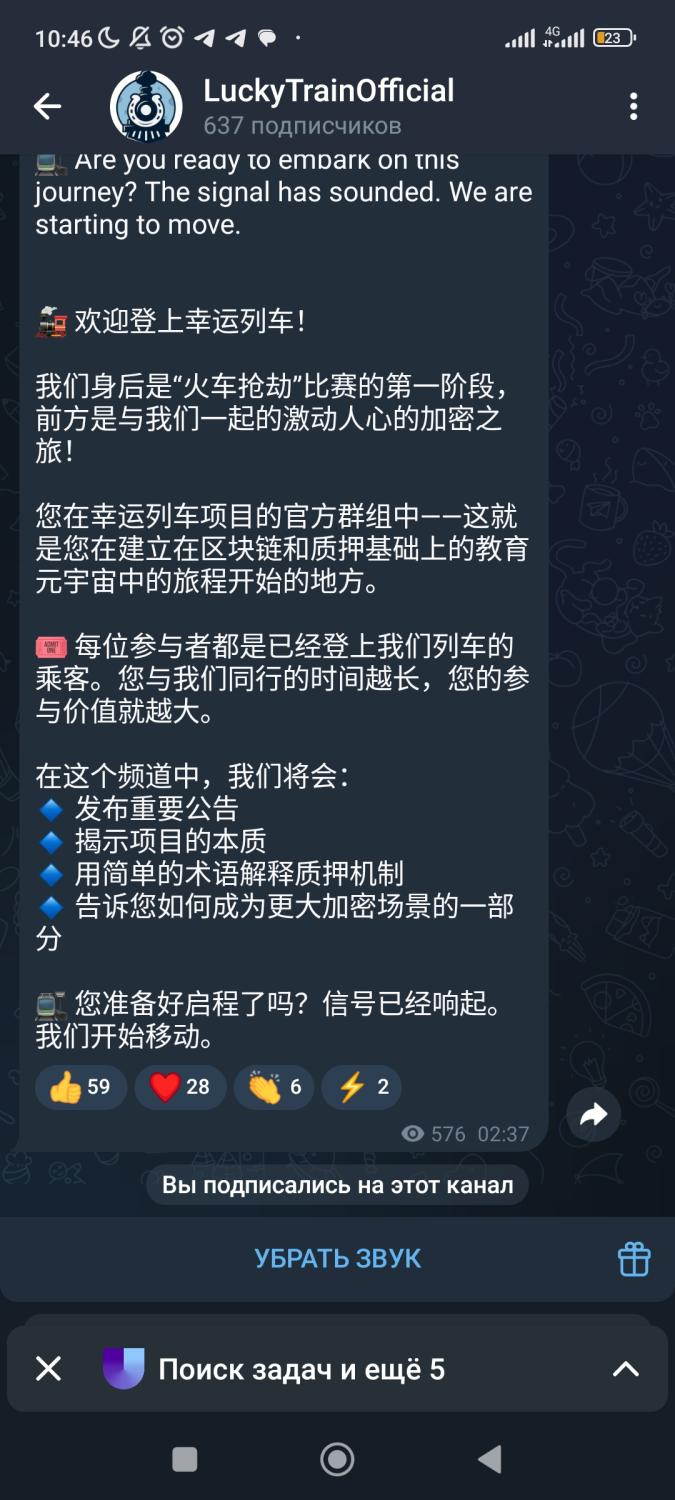 10:46
4G
23
LuckyTrainOfficial
637 подписчиков
Are you ready to embark on this
journey? The signal has sounded. We are
starting to move.
欢迎登上幸运列车！
我们身后是“火车抢劫”比赛的第一阶段，
前方是与我们一起的激动人心的加密之
旅！
您在幸运列车项目的官方群组中——这就
是您在建立在区块链和质押基础上的教育
元宇宙中的旅程开始的地方。
🎟️ 每位参与者都是已经登上我们列车的
乘客。您与我们同行的时间越长，您的参
与价值就越大。
在这个频道中，我们将会：
🔹 发布重要公告
🔹 揭示项目的本质
🔹 用简单的术语解释质押机制
🔹 告诉您如何成为更大加密场景的一部
分
您准备好启程了吗？信号已经响起。
我们开始移动。
👍 59 ❤️ 28 👏 6 ⚡ 2
576 02:37
Вы подписались на этот канал
УБРАТЬ ЗВУК
Поиск задач и ещё 5